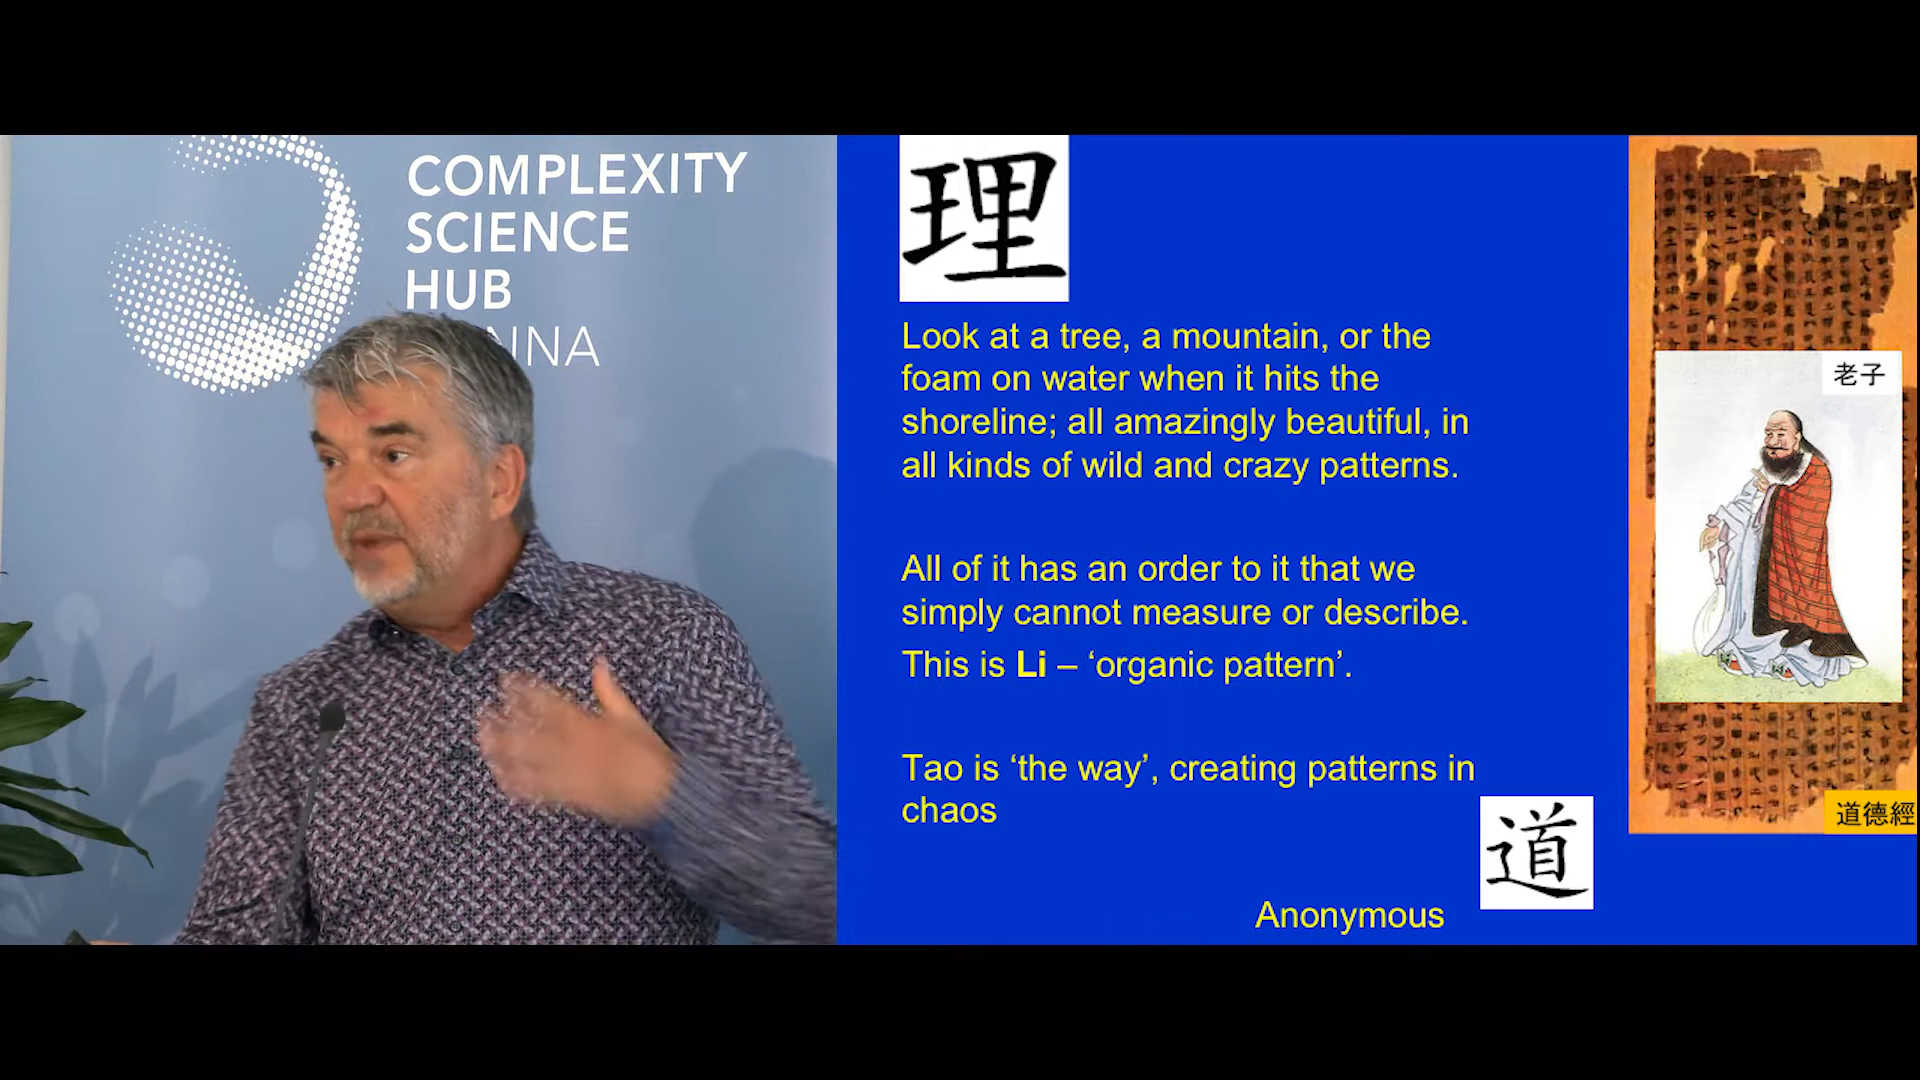 COMPLEXITY
SCIENCE
HUB
NNA
理
Look at a tree, a mountain, or the
foam on water when it hits the
shoreline; all amazingly beautiful, in
all kinds of wild and crazy patterns.
All of it has an order to it that we
simply cannot measure or describe.
This is Li – ‘organic pattern’.
Tao is ‘the way’, creating patterns in
chaos
道
Anonymous
老子
道德經